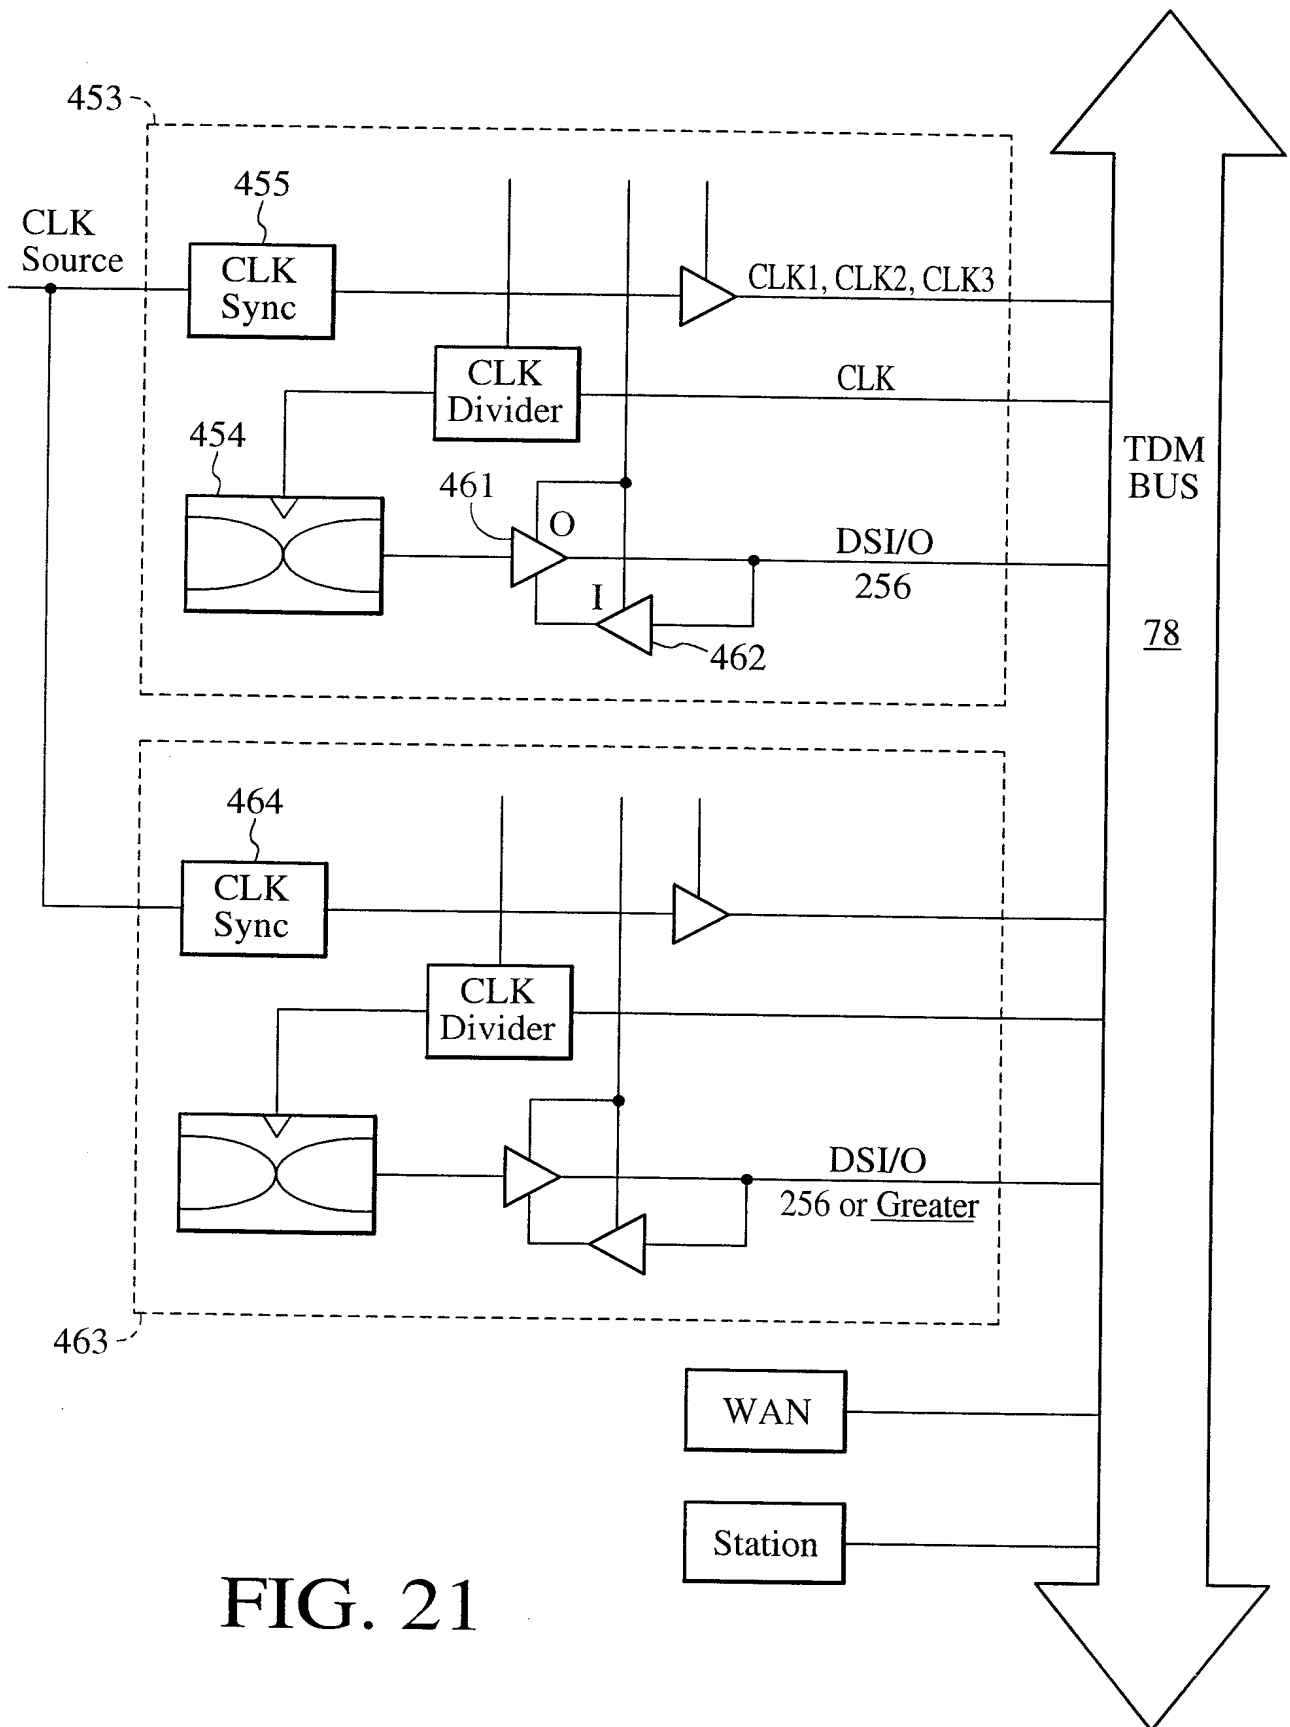 453
455
CLK
Source
CLK
Sync
CLK1, CLK2, CLK3
CLK
Divider
CLK
454
461
O
DSI/O
256
I
462
TDM
BUS
78
464
CLK
Sync
CLK
Divider
DSI/O
256 or Greater
463
WAN
Station
FIG. 21